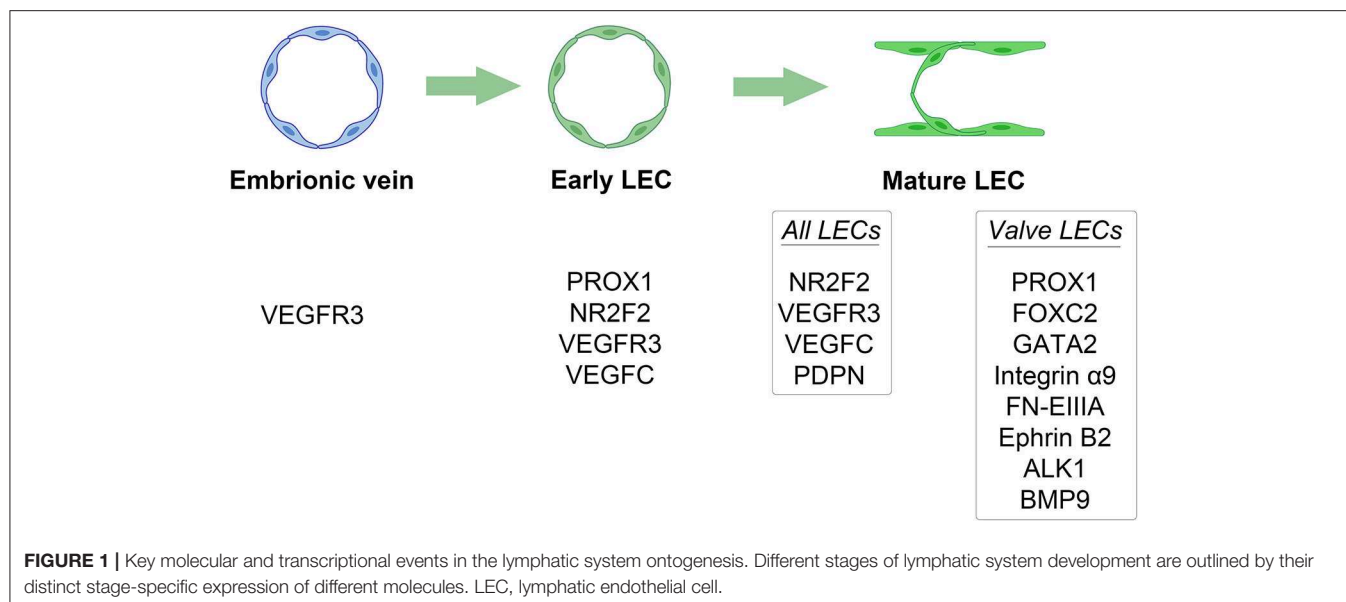 Embrionic vein
Early LEC
Mature LEC
VEGFR3
PROX1
NR2F2
VEGFR3
VEGFC
All LECs
NR2F2
VEGFR3
VEGFC
PDPN
Valve LECs
PROX1
FOXC2
GATA2
Integrin α9
FN-EIIIA
Ephrin B2
ALK1
BMP9
FIGURE 1 | Key molecular and transcriptional events in the lymphatic system ontogenesis. Different stages of lymphatic system development are outlined by their
distinct stage-specific expression of different molecules. LEC, lymphatic endothelial cell.